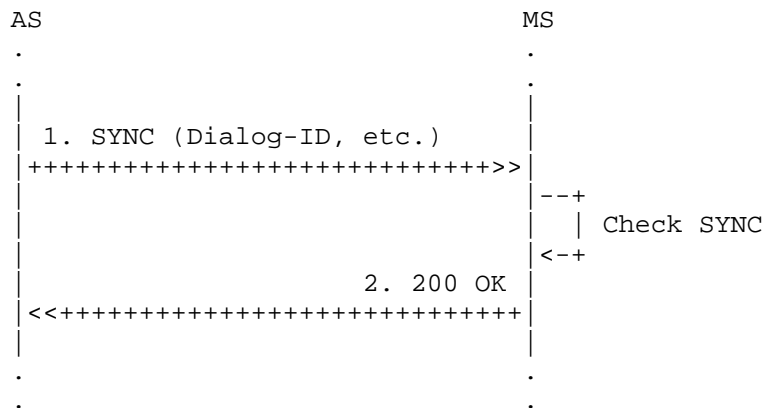 AS MS
. .
. .
| |
| 1. SYNC (Dialog-ID, etc.) |
|+++++++++++++++++++++++++++++>>|
| |--+
| | | Check SYNC
| |<-+
| 2. 200 OK |
|<<+++++++++++++++++++++++++++++|
| |
. .
. .